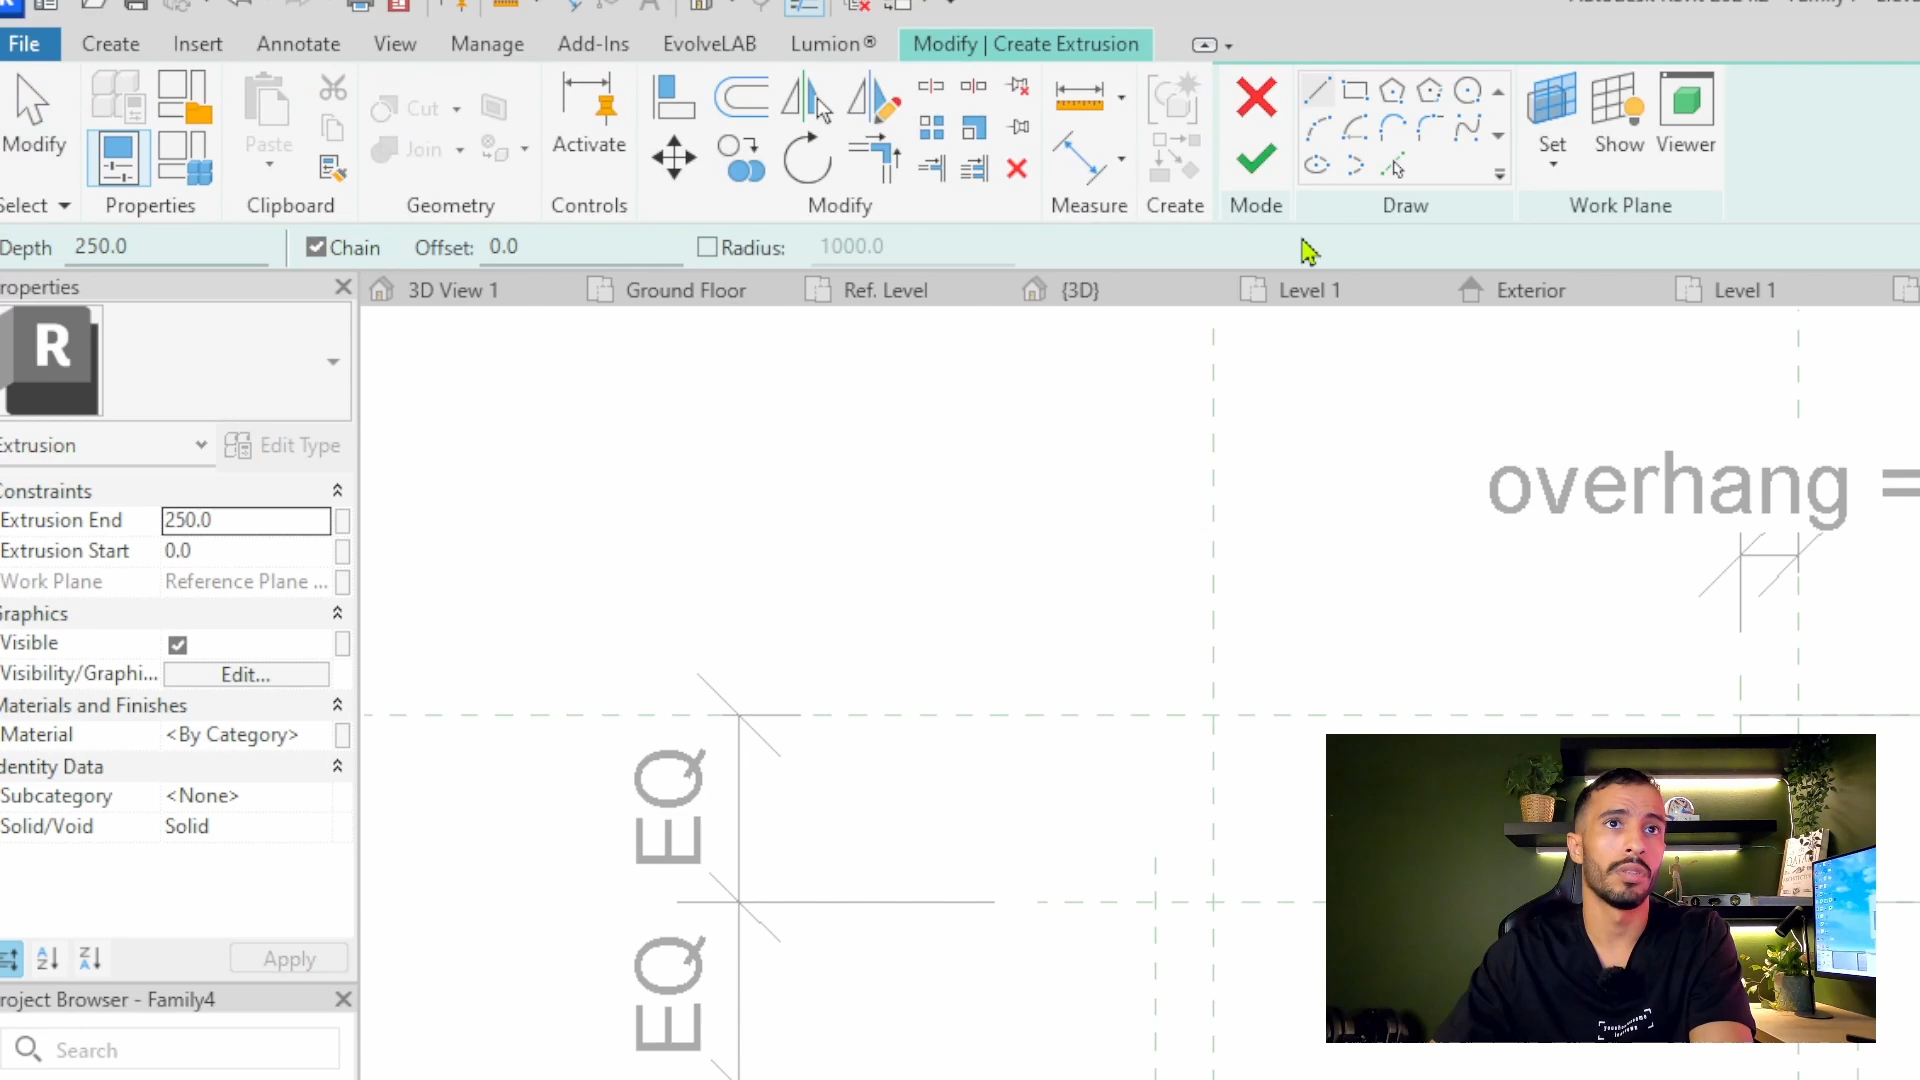 File Create Insert Annotate View Manage Add-Ins EvolveLAB Lumion® Modify | Create Extrusion
Modify Paste Cut Join Activate Set Show Viewer
Select Properties Clipboard Geometry Controls Modify Measure Create Mode Draw Work Plane
Depth 250.0 Chain Offset: 0.0 Radius: 1000.0
roperties
3D View 1 Ground Floor Ref. Level {3D} Level 1 Exterior Level 1
R
Extrusion Edit Type
Constraints
Extrusion End 250.0
Extrusion Start 0.0
Work Plane Reference Plane ...
Graphics
Visible
Visibility/Graphi... Edit...
Materials and Finishes
Material <By Category>
Identity Data
Subcategory <None>
Solid/Void Solid
Apply
roject Browser - Family4
Search
overhang =
EQ
EQ